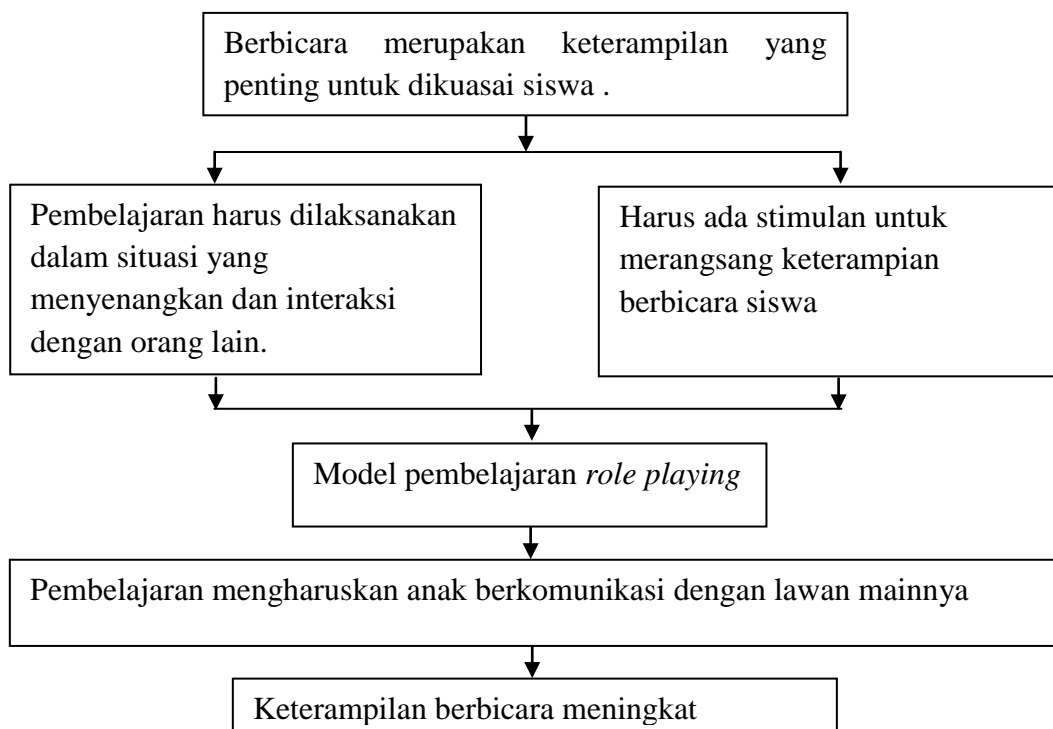 Berbicara merupakan keterampilan yang
penting untuk dikuasai siswa .
Pembelajaran harus dilaksanakan
dalam situasi yang
menyenangkan dan interaksi
dengan orang lain.
Harus ada stimulan untuk
merangsang keterampian
berbicara siswa
Model pembelajaran role playing
Pembelajaran mengharuskan anak berkomunikasi dengan lawan mainnya
Keterampilan berbicara meningkat